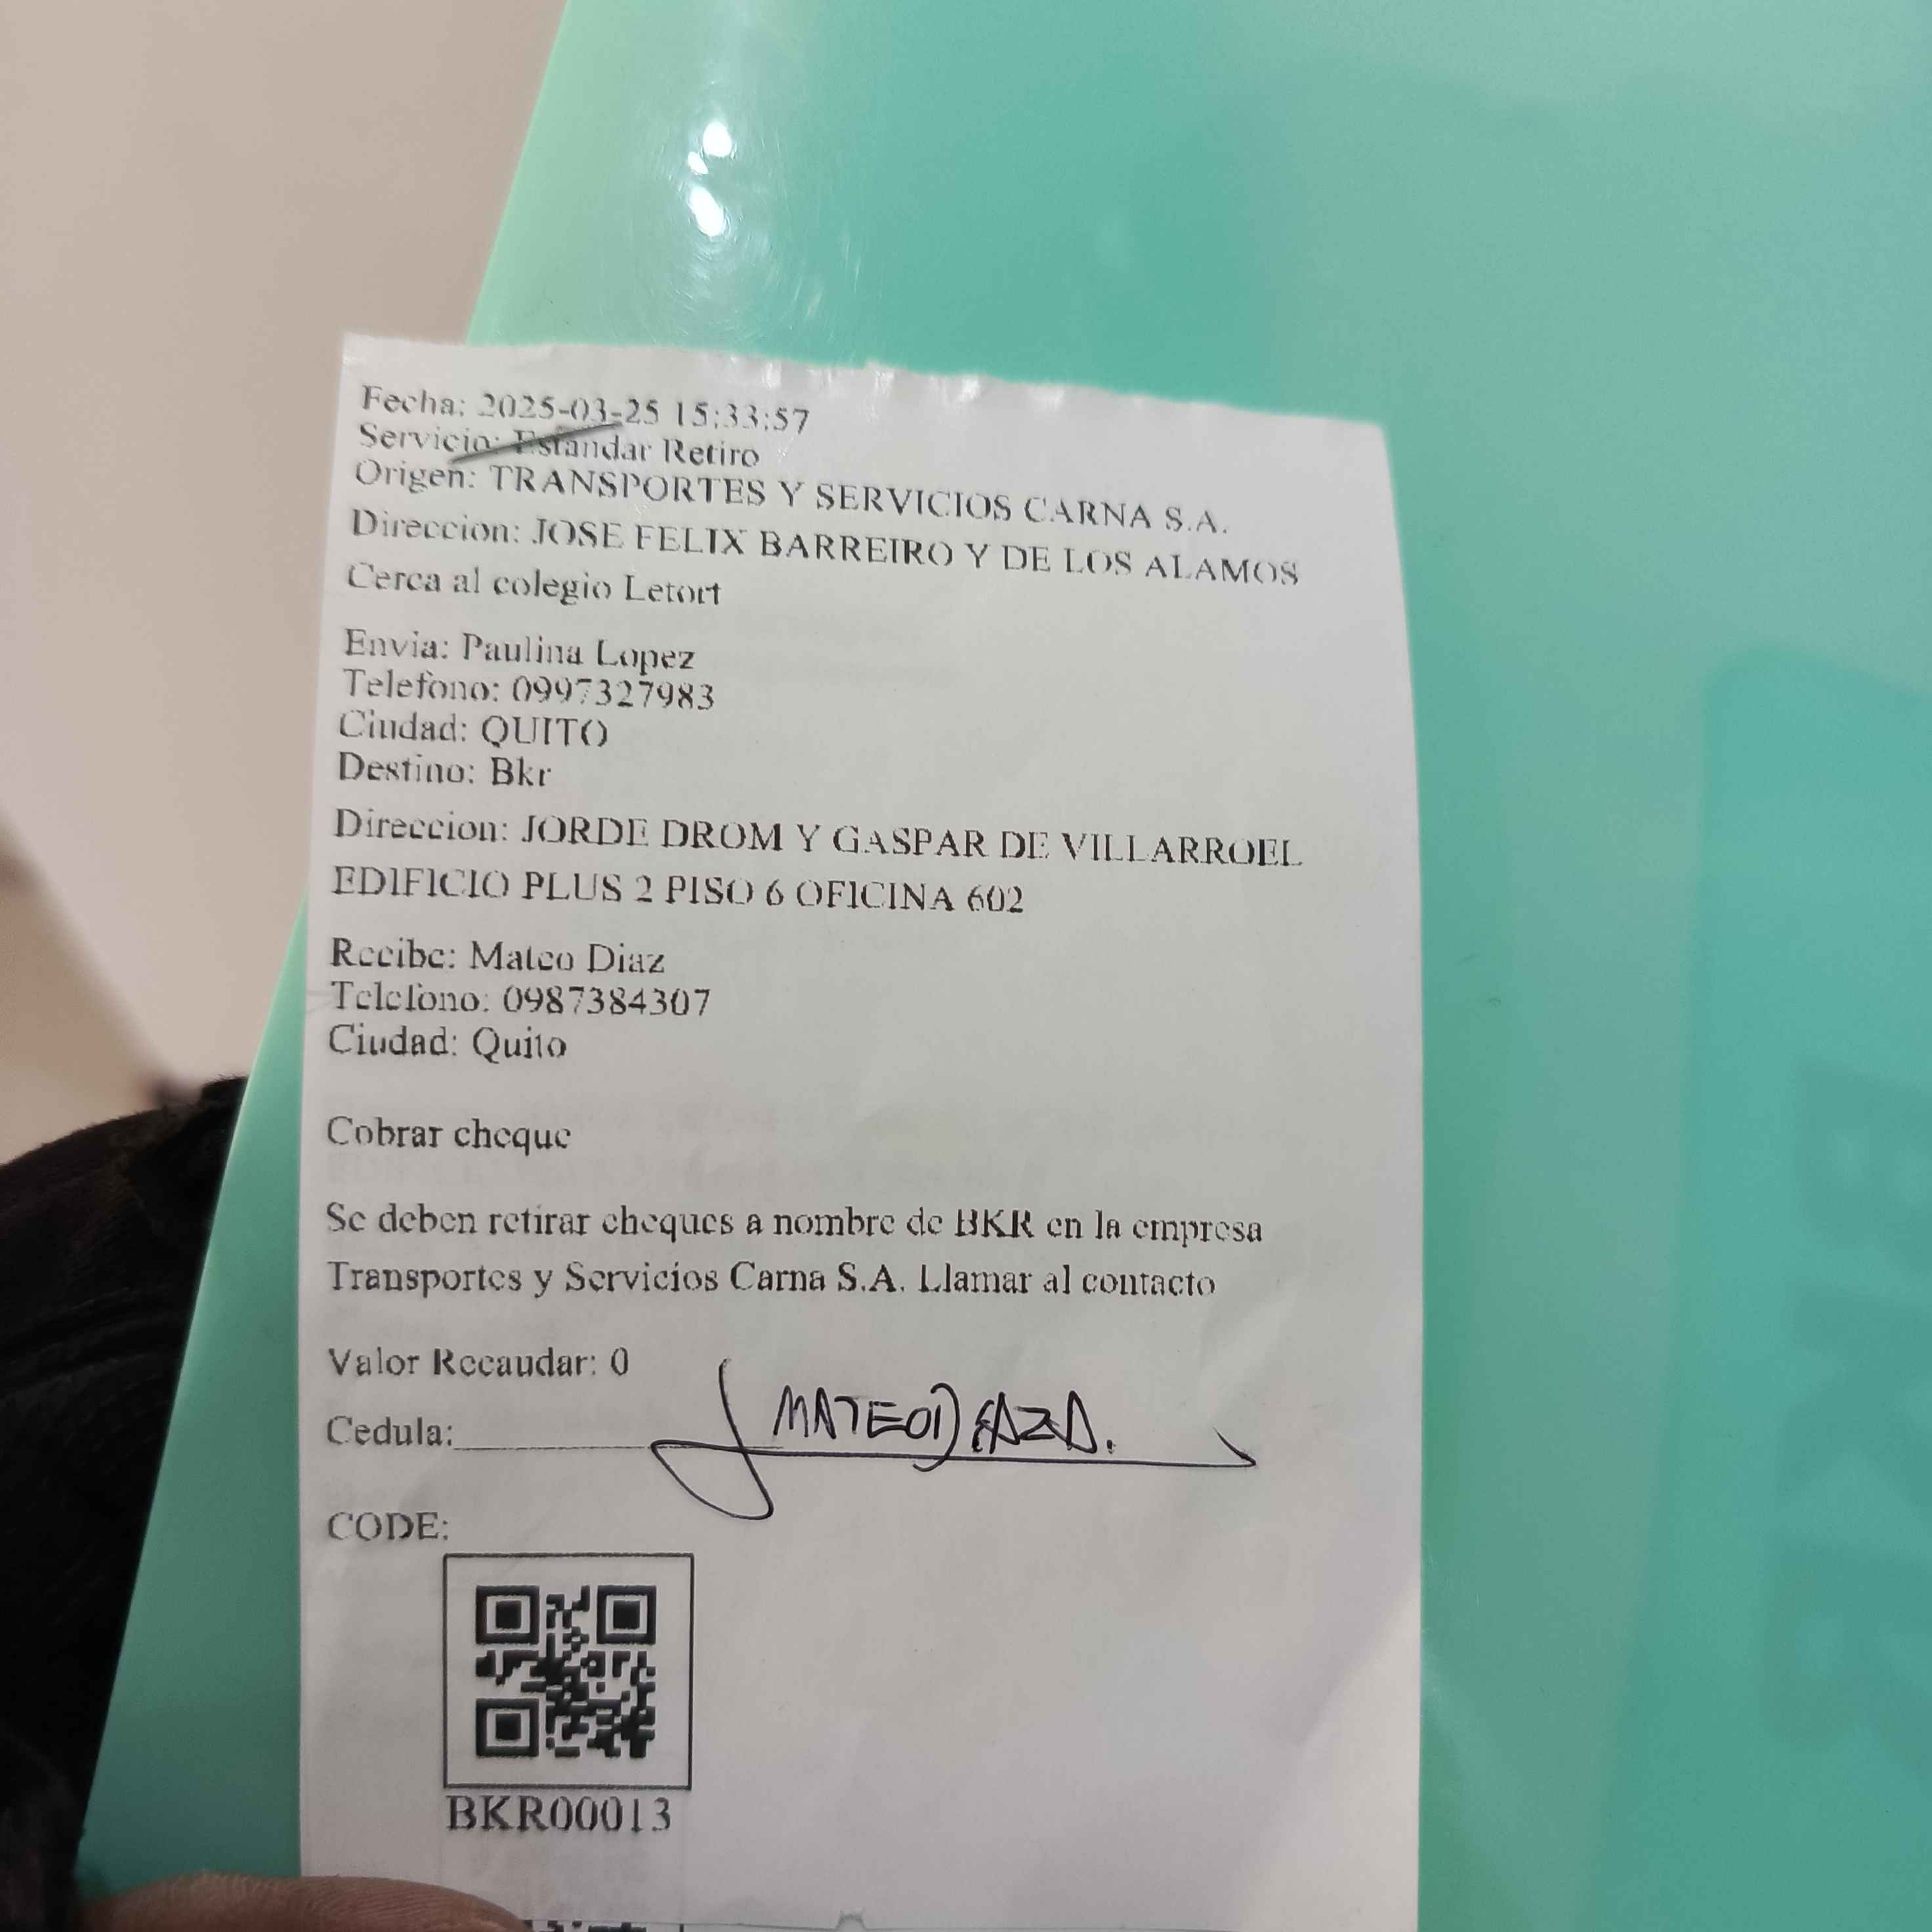 Fecha: 2025-03-25 15:33:57
Servicio: Estandar Retiro
Origen: TRANSPORTES Y SERVICIOS CARNA S.A.
Direccion: JOSE FELIX BARREIRO Y DE LOS ALAMOS
Cerca al colegio Letort
Envia: Paulina Lopez
Telefono: 0997327983
Ciudad: QUITO
Destino: Bkr
Direccion: JORDE DROM Y GASPAR DE VILLARROEL
EDIFICIO PLUS 2 PISO 6 OFICINA 602
Recibe: Mateo Diaz
Telefono: 0987384307
Ciudad: Quito
Cobrar cheque
Se deben retirar cheques a nombre de BKR en la empresa
Transportes y Servicios Carna S.A. Llamar al contacto
Valor Recaudar: 0
Cedula: MATEO DIAZ A.
CODE:
BKR00013